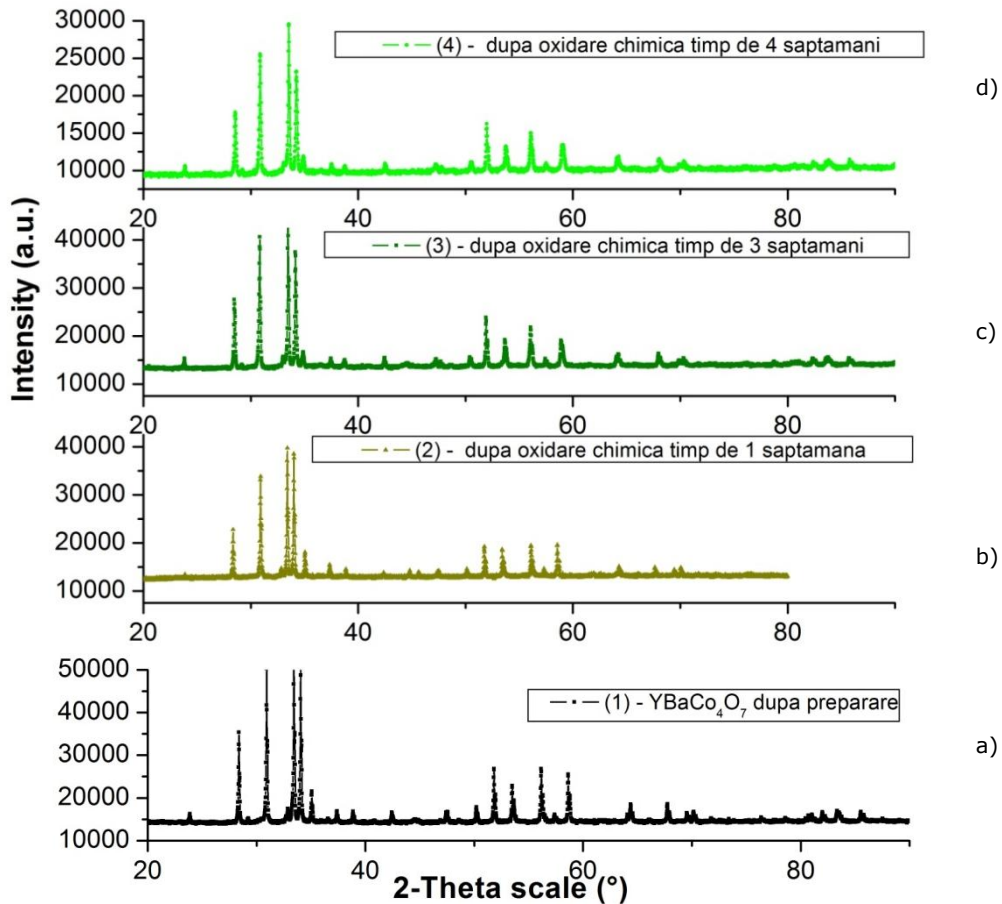 30000
25000
20000
15000
10000
(4) - dupa oxidare chimica timp de 4 saptamani
d)
20 40 60 80
40000
30000
20000
10000
(3) - dupa oxidare chimica timp de 3 saptamani
c)
20 40 60 80
Intensity (a.u.)
40000
30000
20000
10000
(2) - dupa oxidare chimica timp de 1 saptamana
b)
20 40 60 80
50000
40000
30000
20000
10000
(1) - YBaCo₄O₇ dupa preparare
a)
20 40 60 80
2-Theta scale (°)